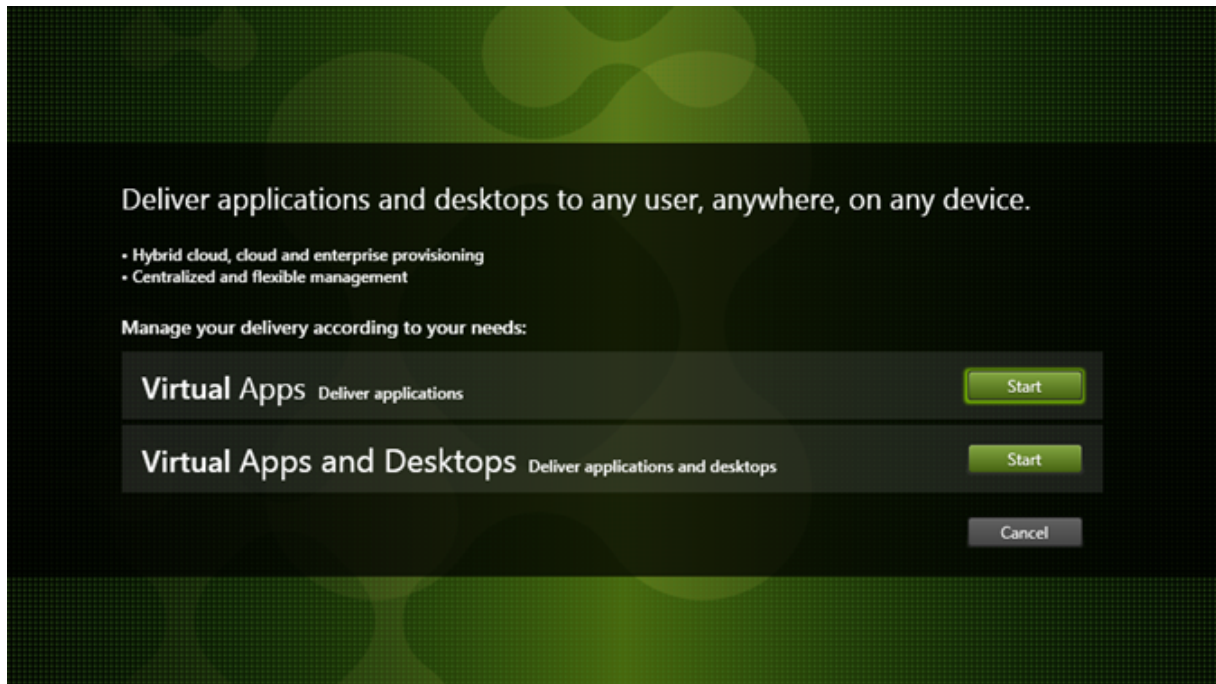 Deliver applications and desktops to any user, anywhere, on any device.
▪ Hybrid cloud, cloud and enterprise provisioning
▪ Centralized and flexible management
Manage your delivery according to your needs:
Virtual Apps Deliver applications Start
Virtual Apps and Desktops Deliver applications and desktops Start
Cancel